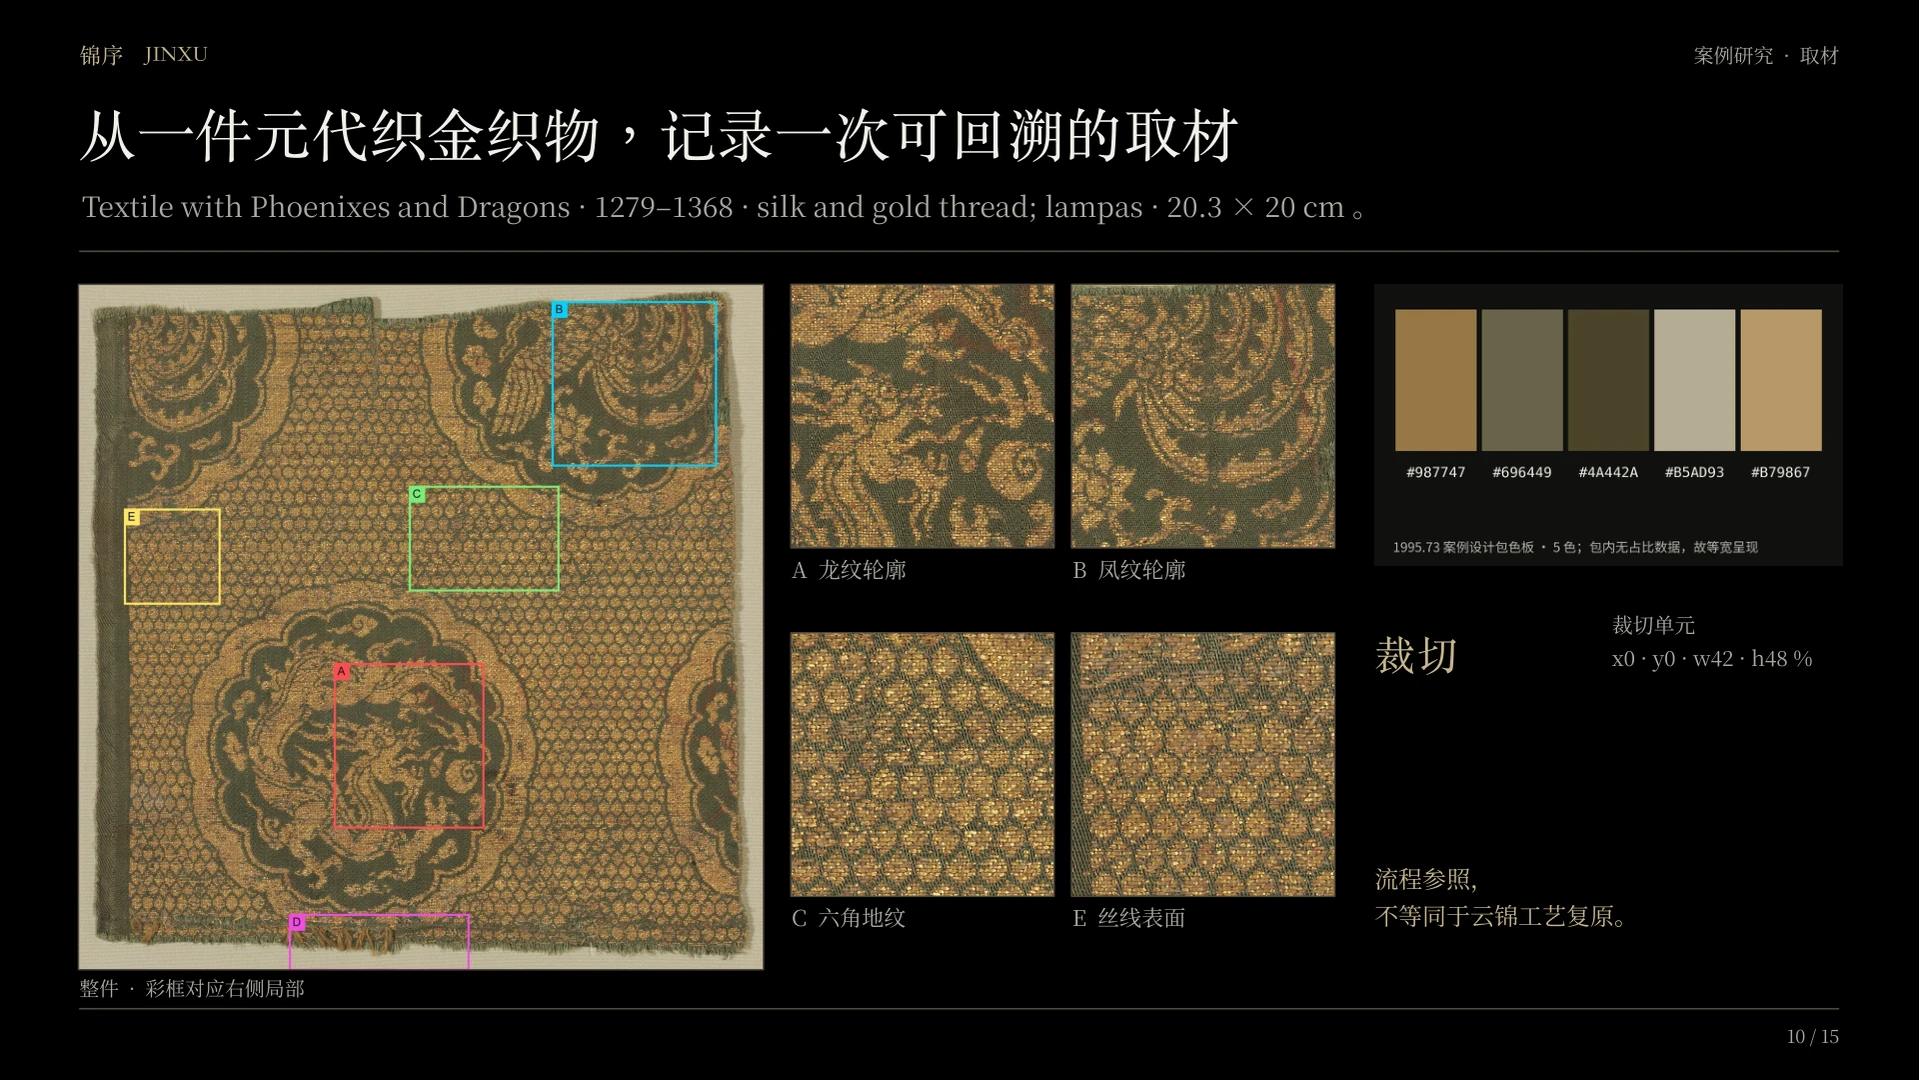 锦序 JINXU
案例研究 · 取材
从一件元代织金织物，记录一次可回溯的取材
Textile with Phoenixes and Dragons · 1279–1368 · silk and gold thread; lampas · 20.3 × 20 cm 。
B
C
E
A
D
整件 · 彩框对应右侧局部
A 龙纹轮廓
B 凤纹轮廓
C 六角地纹
E 丝线表面
#987747 #696449 #4A442A #B5AD93 #B79867
1995.73 案例设计包色板 · 5 色；包内无占比数据，故等宽呈现
裁切
裁切单元
x0 · y0 · w42 · h48 %
流程参照，
不等同于云锦工艺复原。
10 / 15